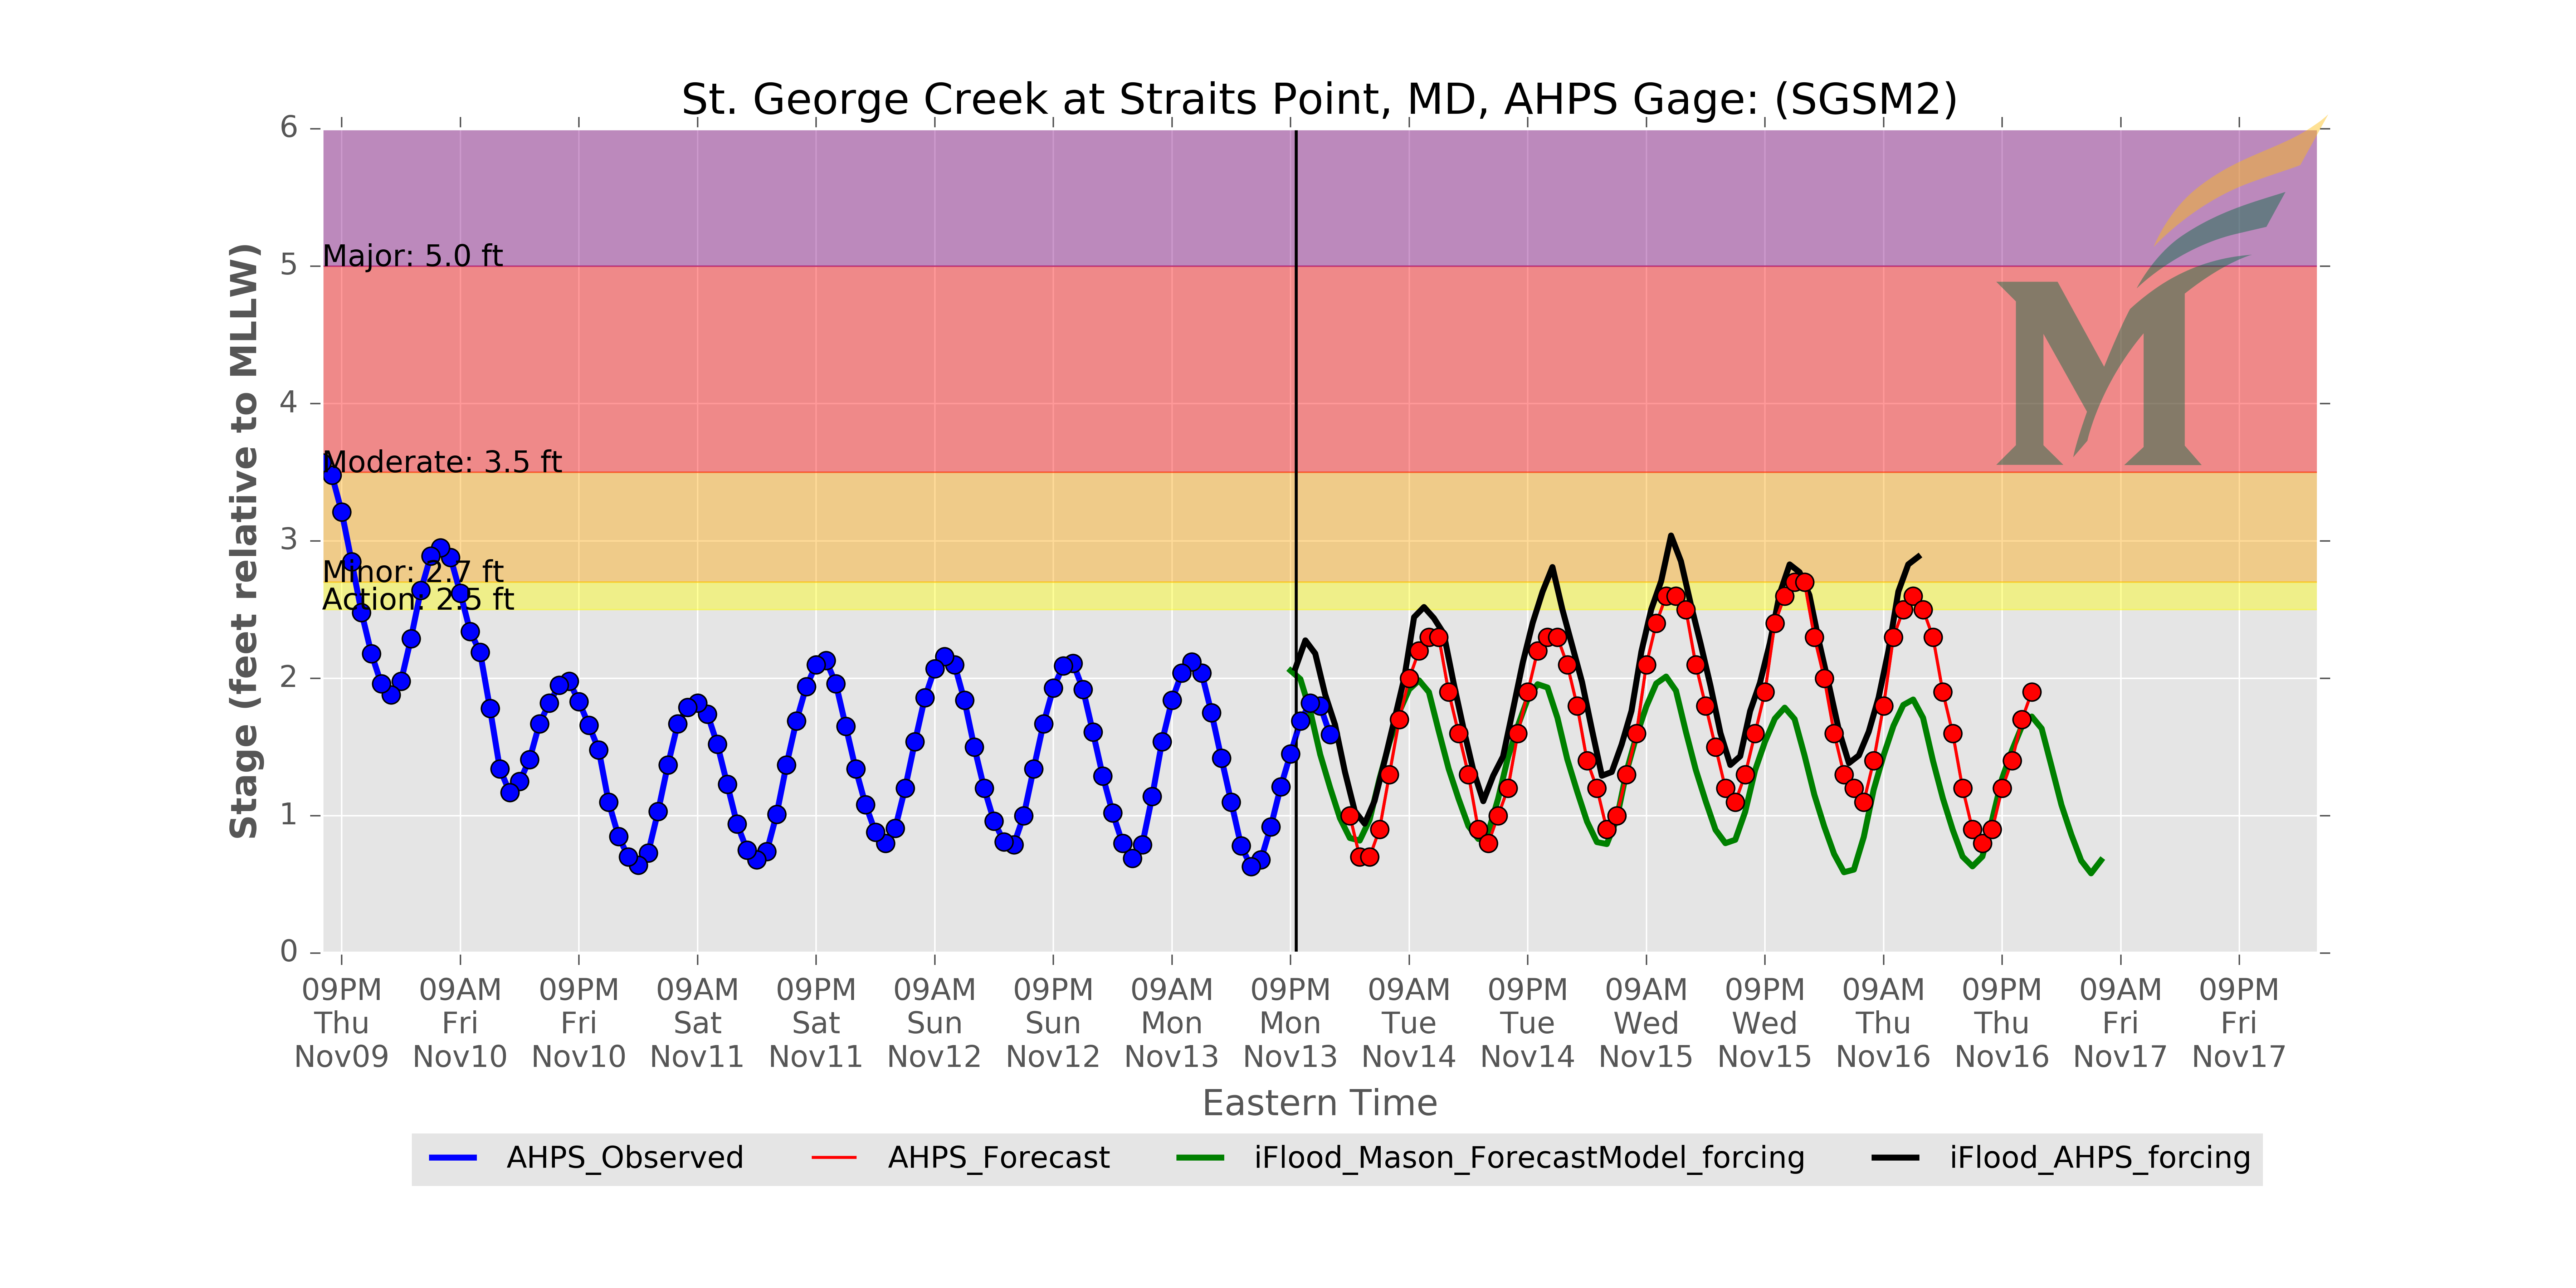 St. George Creek at Straits Point, MD, AHPS Gage: (SGSM2)
Stage (feet relative to MLLW)
6
5
4
3
2
1
0
Major: 5.0 ft
Moderate: 3.5 ft
Minor: 2.7 ft
Action: 2.5 ft
M
09PM 09AM 09PM 09AM 09PM 09AM 09PM 09AM 09PM 09AM 09PM 09AM 09PM 09AM 09PM 09AM 09PM
Thu Fri Fri Sat Sat Sun Sun Mon Mon Tue Tue Wed Wed Thu Thu Fri Fri
Nov09 Nov10 Nov10 Nov11 Nov11 Nov12 Nov12 Nov13 Nov13 Nov14 Nov14 Nov15 Nov15 Nov16 Nov16 Nov17 Nov17
Eastern Time
AHPS_Observed AHPS_Forecast iFlood_Mason_ForecastModel_forcing iFlood_AHPS_forcing